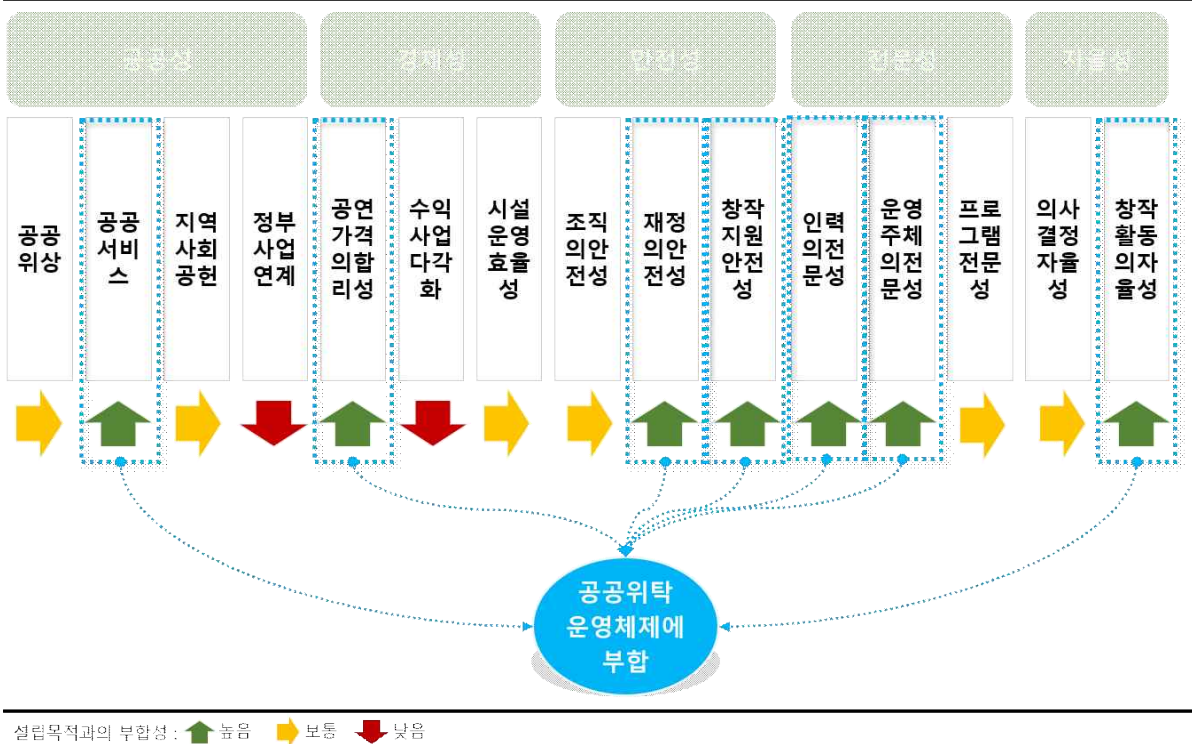 공공성
경제성
안전성
전문성
자율성
공공
위상
공공
서비
스
지역
사회
공헌
정부
사업
연계
공연
가격
의합
리성
수익
사업
다각
화
시설
운영
효율
성
조직
의안
전성
재정
의안
전성
창작
지원
안전
성
인력
의전
문성
운영
주체
의전
문성
프로
그램
전문
성
의사
결정
자율
성
창작
활동
의자
율성
공공위탁
운영체제에
부합
설립목적과의 부합성 : 높음 보통 낮음